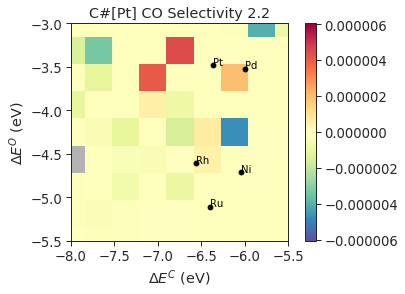 C#[Pt] CO Selectivity 2.2
−3.0
−3.5
−4.0
−4.5
−5.0
−5.5
ΔE^O (eV)
Pt
Pd
Rh
Ni
Ru
−8.0 −7.5 −7.0 −6.5 −6.0 −5.5
ΔE^C (eV)
0.000006
0.000004
0.000002
0.000000
−0.000002
−0.000004
−0.000006